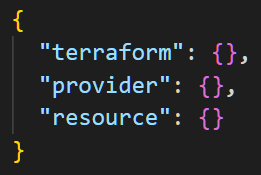 {
  "terraform": {},
  "provider": {},
  "resource": {}
}